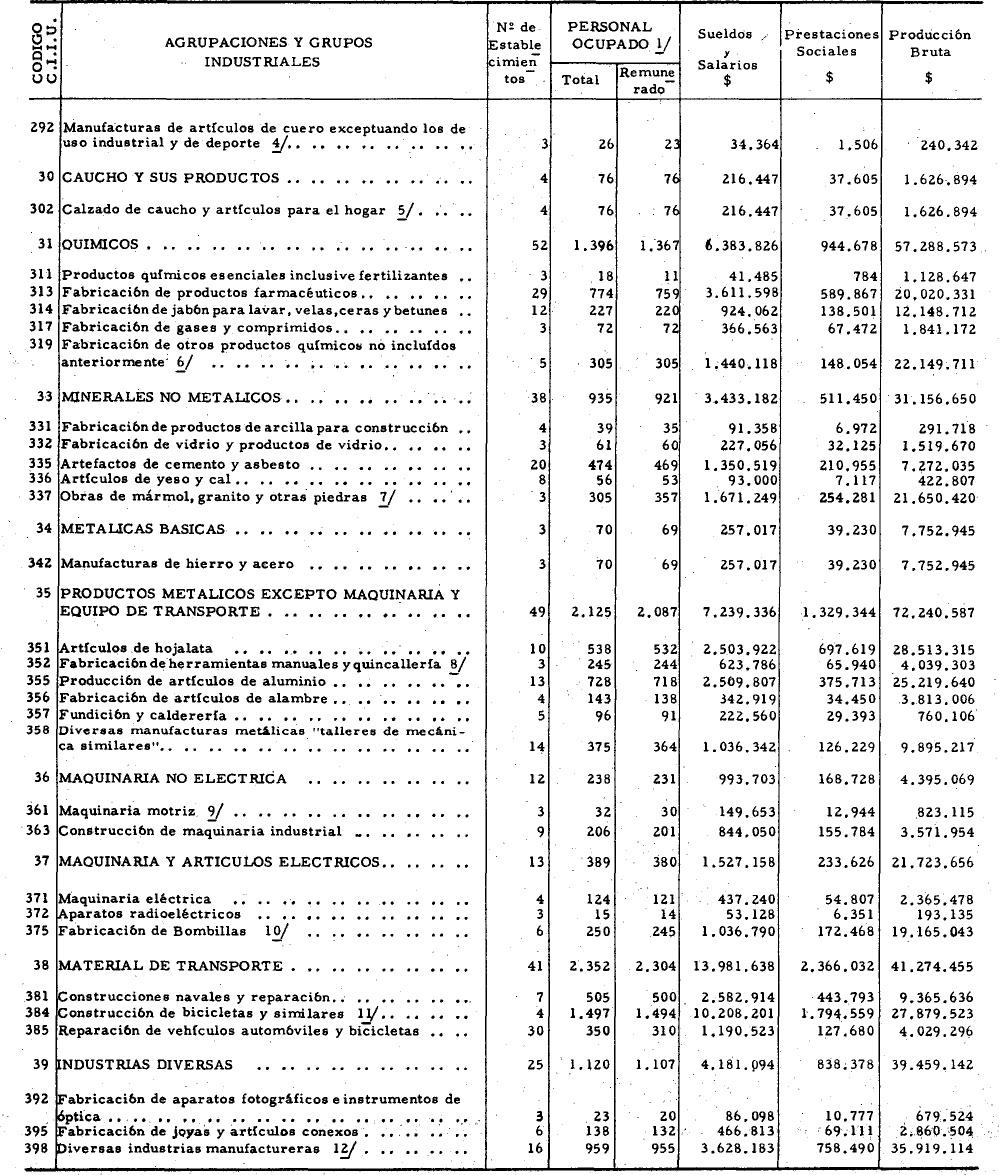 CODIGO C.I.I.U. AGRUPACIONES Y GRUPOS INDUSTRIALES Nº de Estable cimien tos PERSONAL OCUPADO 1/ Total Remune rado Sueldos y Salarios $ Prestaciones Sociales $ Producción Bruta $
292 Manufacturas de artículos de cuero exceptuando los de
uso industrial y de deporte 4/.. .. .. .. .. .. .. .. .. 3 26 23 34.364 1.506 240.342
30 CAUCHO Y SUS PRODUCTOS .. .. .. .. .. .. .. .. 4 76 76 216.447 37.605 1.626.894
302 Calzado de caucho y artículos para el hogar 5/. .. .. 4 76 76 216.447 37.605 1.626.894
31 QUIMICOS . .. .. .. .. .. .. .. .. .. .. .. .. .. 52 1.396 1.367 6.383.826 944.678 57.288.573
311 Productos químicos esenciales inclusive fertilizantes .. 3 18 11 41.485 784 1.128.647
313 Fabricación de productos farmacéuticos.. .. .. .. .. 29 774 759 3.611.598 589.867 20.020.331
314 Fabricación de jabón para lavar, velas,ceras y betunes .. 12 227 220 924.062 138.501 12.148.712
317 Fabricación de gases y comprimidos.. .. .. .. .. .. 3 72 72 366.563 67.472 1.841.172
319 Fabricación de otros productos químicos no incluídos
anteriormente 6/ .. .. .. .. .. .. .. .. .. .. .. 5 305 305 1.440.118 148.054 22.149.711
33 MINERALES NO METALICOS.. .. .. .. .. .. .. .. 38 935 921 3.433.182 511.450 31.156.650
331 Fabricación de productos de arcilla para construcción .. 4 39 35 91.358 6.972 291.718
332 Fabricación de vidrio y productos de vidrio.. .. .. .. 3 61 60 227.056 32.125 1.519.670
335 Artefactos de cemento y asbesto .. .. .. .. .. .. .. 20 474 469 1.350.519 210.955 7.272.035
336 Artículos de yeso y cal.. .. .. .. .. .. .. .. .. .. 8 56 53 93.000 7.117 422.807
337 Obras de mármol, granito y otras piedras 7/ .. .. .. 3 305 357 1.671.249 254.281 21.650.420
34 METALICAS BASICAS .. .. .. .. .. .. .. .. .. .. 3 70 69 257.017 39.230 7.752.945
342 Manufacturas de hierro y acero .. .. .. .. .. .. .. 3 70 69 257.017 39.230 7.752.945
35 PRODUCTOS METALICOS EXCEPTO MAQUINARIA Y
EQUIPO DE TRANSPORTE . .. .. .. .. .. .. .. .. 49 2.125 2.087 7.239.336 1.329.344 72.240.587
351 Artículos de hojalata .. .. .. .. .. .. .. .. .. .. 10 538 532 2.503.922 697.619 28.513.315
352 Fabricación de herramientas manuales y quincallería 8/ 3 245 244 623.786 65.940 4.039.303
355 Producción de artículos de aluminio .. .. .. .. .. .. 13 728 718 2.509.807 375.713 25.219.640
356 Fabricación de artículos de alambre .. .. .. .. .. .. 4 143 138 342.919 34.450 3.813.006
357 Fundición y calderería .. .. .. .. .. .. .. .. .. .. 5 96 91 222.560 29.393 760.106
358 Diversas manufacturas metálicas "talleres de mecáni-
ca similares".. .. .. .. .. .. .. .. .. .. .. .. .. 14 375 364 1.036.342 126.229 9.895.217
36 MAQUINARIA NO ELECTRICA .. .. .. .. .. .. .. 12 238 231 993.703 168.728 4.395.069
361 Maquinaria motriz 9/ .. .. .. .. .. .. .. .. .. .. 3 32 30 149.653 12.944 823.115
363 Construcción de maquinaria industrial .. .. .. .. .. 9 206 201 844.050 155.784 3.571.954
37 MAQUINARIA Y ARTICULOS ELECTRICOS.. .. .. .. 13 389 380 1.527.158 233.626 21.723.656
371 Maquinaria eléctrica .. .. .. .. .. .. .. .. .. .. 4 124 121 437.240 54.807 2.365.478
372 Aparatos radioeléctricos .. .. .. .. .. .. .. .. .. 3 15 14 53.128 6.351 193.135
375 Fabricación de Bombillas 10/ .. .. .. .. .. .. .. 6 250 245 1.036.790 172.468 19.165.043
38 MATERIAL DE TRANSPORTE . .. .. .. .. .. .. .. 41 2.352 2.304 13.981.638 2.366.032 41.274.455
381 Construcciones navales y reparación.. .. .. .. .. .. 7 505 500 2.582.914 443.793 9.365.636
384 Construcción de bicicletas y similares 11/.. .. .. .. 4 1.497 1.494 10.208.201 1.794.559 27.879.523
385 Reparación de vehículos automóviles y bicicletas .. .. 30 350 310 1.190.523 127.680 4.029.296
39 INDUSTRIAS DIVERSAS .. .. .. .. .. .. .. .. .. 25 1.120 1.107 4.181.094 838.378 39.459.142
392 Fabricación de aparatos fotográficos e instrumentos de
óptica .. .. .. .. .. .. .. .. .. .. .. .. .. .. .. 3 23 20 86.098 10.777 679.524
395 Fabricación de joyas y artículos conexos . .. .. .. .. 6 138 132 466.813 69.111 2.860.504
398 Diversas industrias manufactureras 12/ . .. .. .. .. 16 959 955 3.628.183 758.490 35.919.114